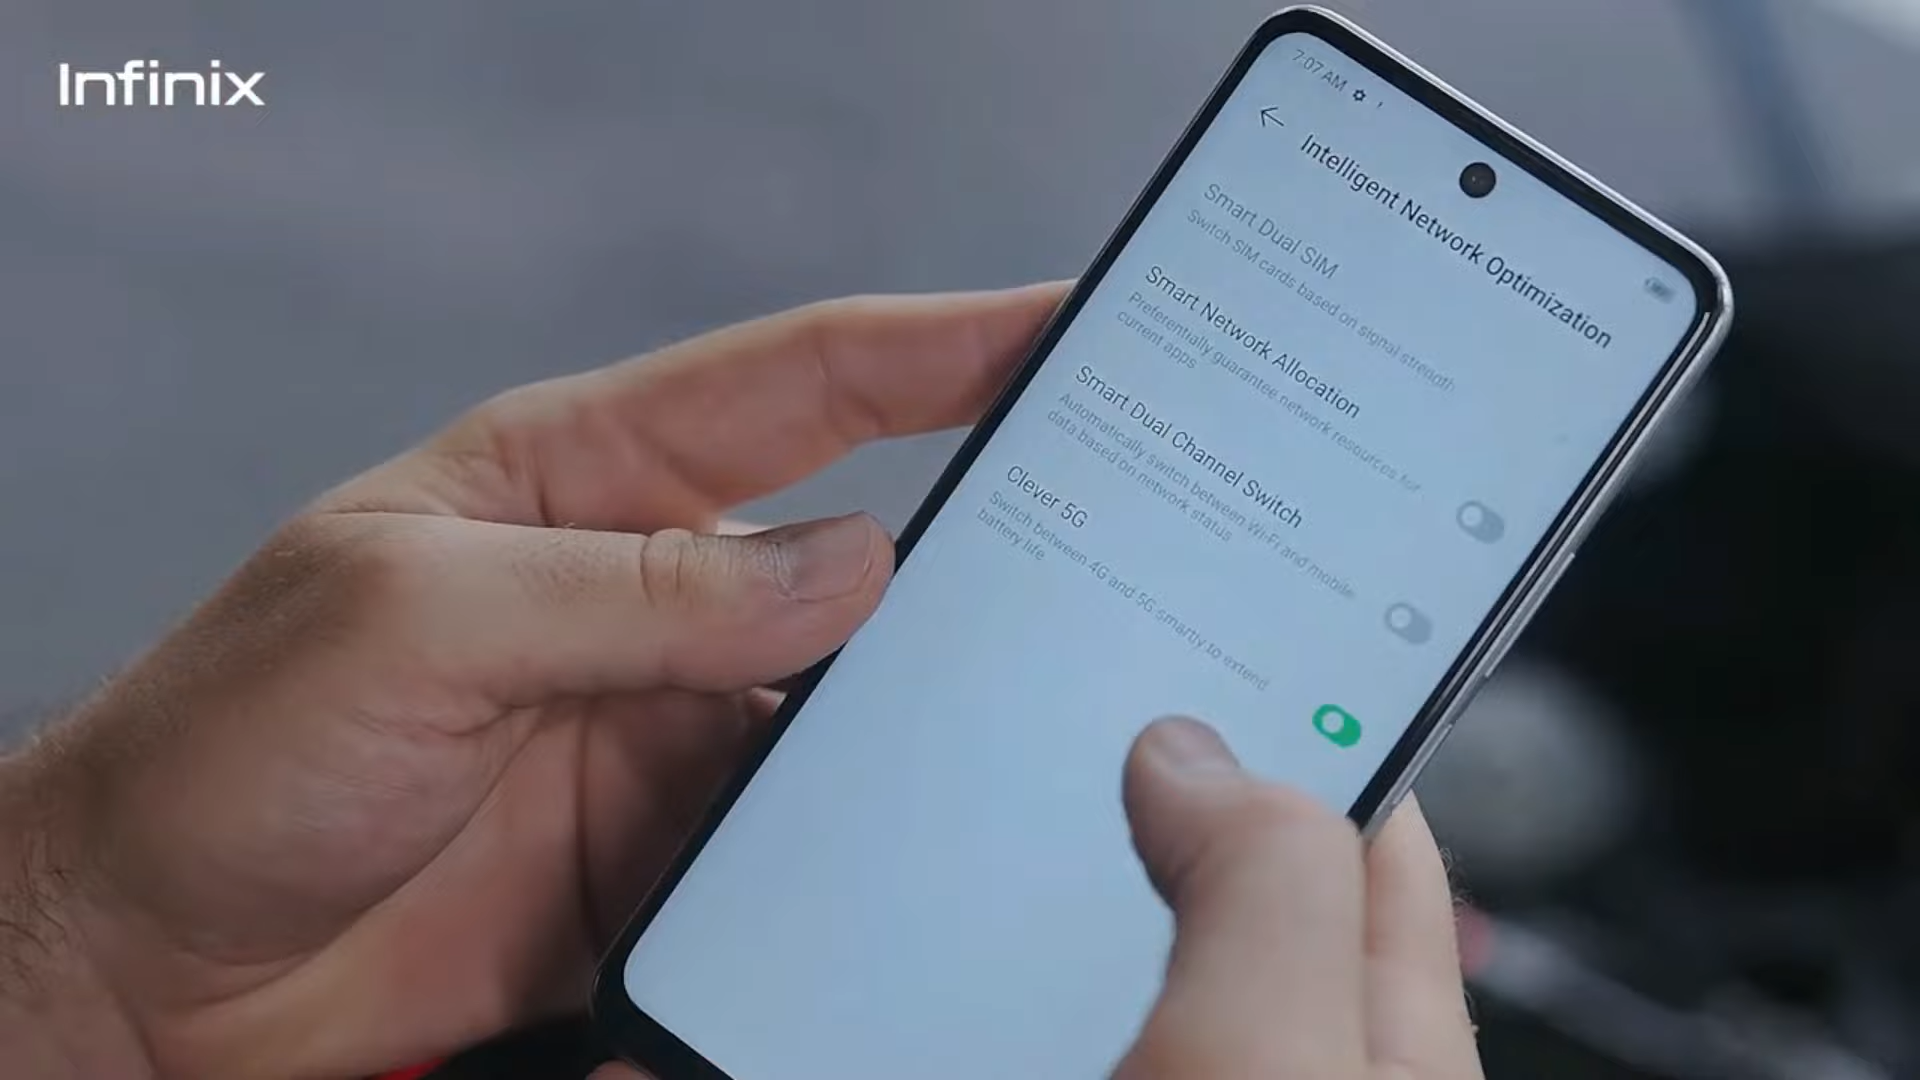 Infinix
7:07 AM
Intelligent Network Optimization
Smart Dual SIM
Switch SIM cards based on signal strength
Smart Network Allocation
Preferentially guarantee network resources for
current apps
Smart Dual Channel Switch
Automatically switch between Wi-Fi and mobile
data based on network status
Clever 5G
Switch between 4G and 5G smartly to extend
battery life